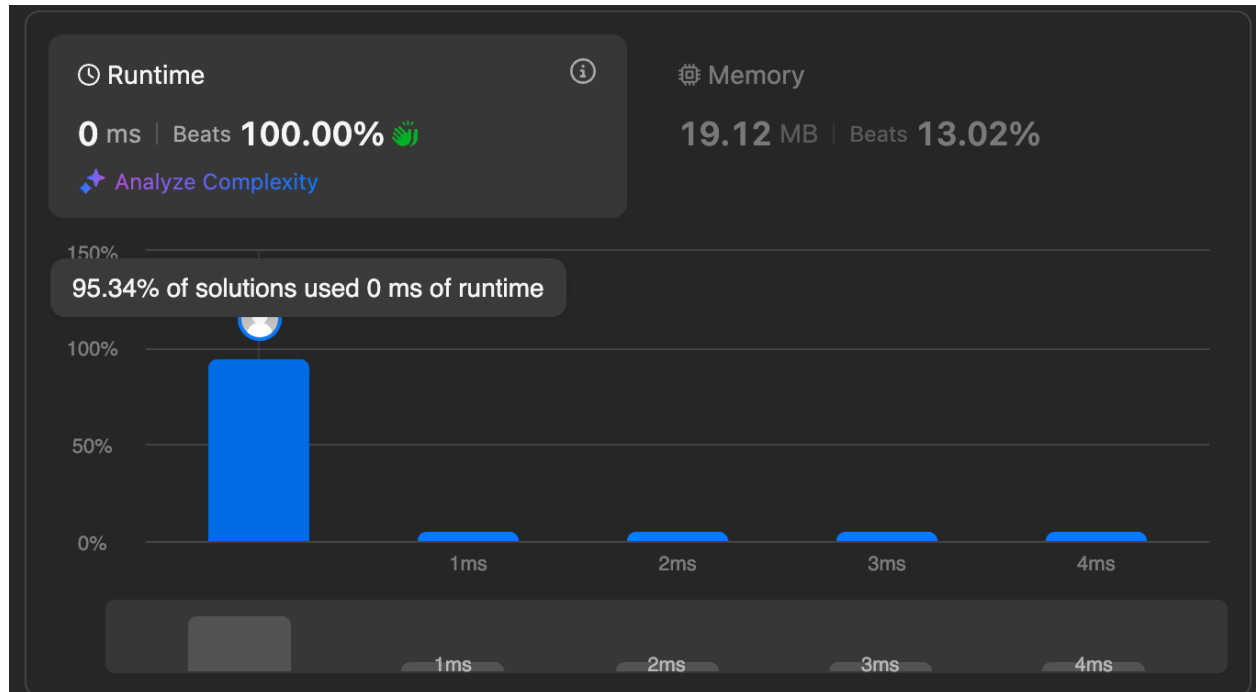 Runtime
0 ms | Beats 100.00%
Analyze Complexity
Memory
19.12 MB | Beats 13.02%
150%
95.34% of solutions used 0 ms of runtime
100%
50%
0%
1ms 2ms 3ms 4ms
1ms 2ms 3ms 4ms